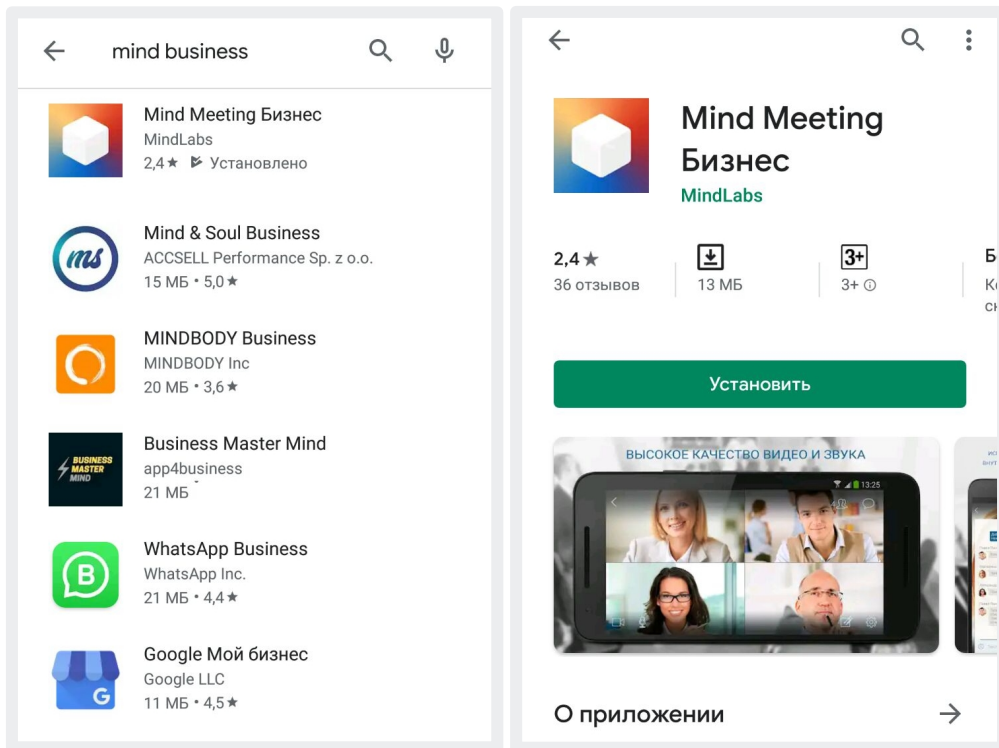 mind business
Mind Meeting Бизнес
MindLabs
2,4★ Установлено
ms
Mind & Soul Business
ACCSELL Performance Sp. z o.o.
15 МБ • 5,0★
MINDBODY Business
MINDBODY Inc
20 МБ • 3,6★
BUSINESS
MASTER
MIND
Business Master Mind
app4business
21 МБ
B
WhatsApp Business
WhatsApp Inc.
21 МБ • 4,4★
G
Google Мой бизнес
Google LLC
11 МБ • 4,5★
Mind Meeting
Бизнес
MindLabs
2,4★
36 отзывов
13 МБ
3+
3+
Установить
ВЫСОКОЕ КАЧЕСТВО ВИДЕО И ЗВУКА
13:25
О приложении